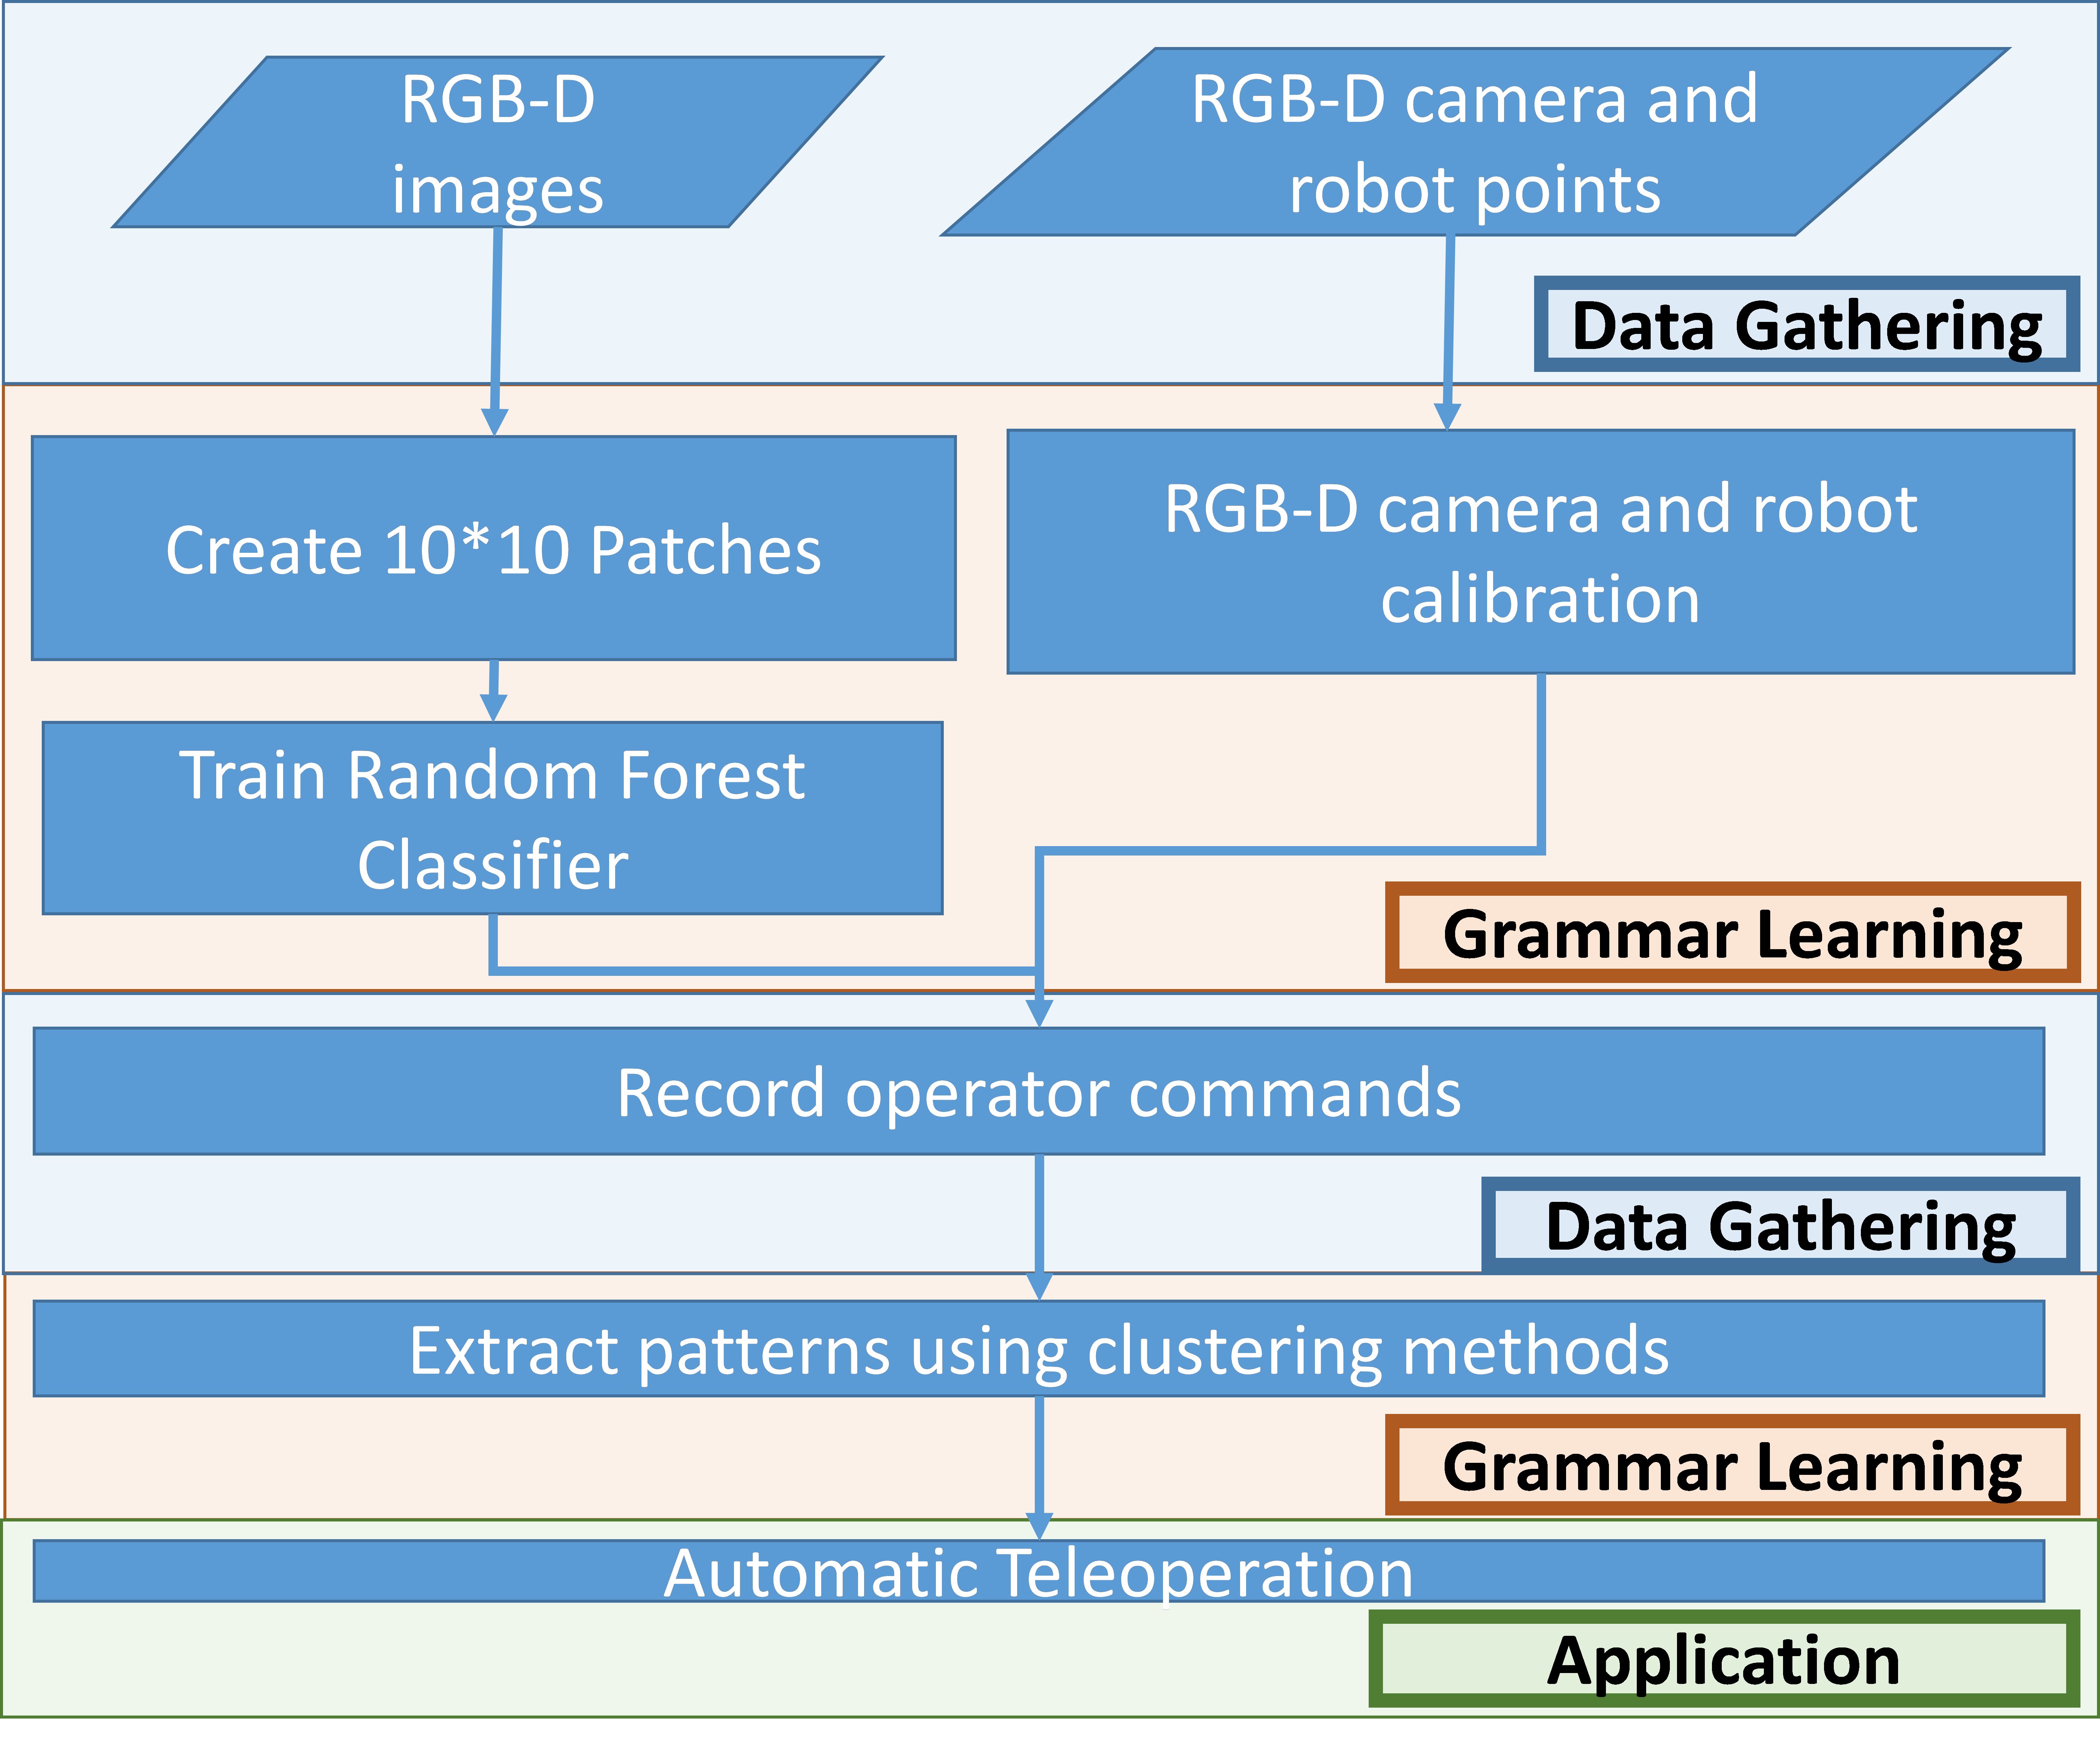 RGB-D
images
RGB-D camera and
robot points
Data Gathering
Create 10*10 Patches
RGB-D camera and robot
calibration
Train Random Forest
Classifier
Grammar Learning
Record operator commands
Data Gathering
Extract patterns using clustering methods
Grammar Learning
Automatic Teleoperation
Application